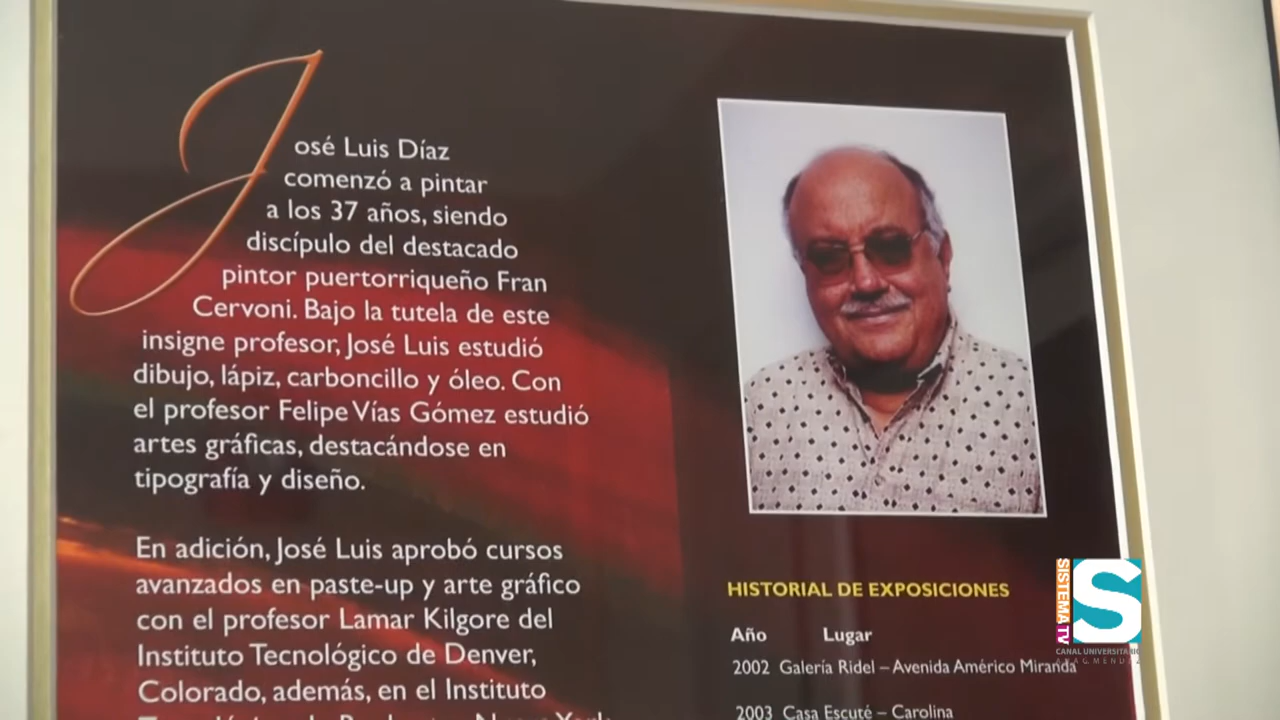 José Luis Díaz
comenzó a pintar
a los 37 años, siendo
discípulo del destacado
pintor puertorriqueño Fran
Cervoni. Bajo la tutela de este
insigne profesor, José Luis estudió
dibujo, lápiz, carboncillo y óleo. Con
el profesor Felipe Vías Gómez estudió
artes gráficas, destacándose en
tipografía y diseño.
En adición, José Luis aprobó cursos
avanzados en paste-up y arte gráfico
con el profesor Lamar Kilgore del
Instituto Tecnológico de Denver,
Colorado, además, en el Instituto
HISTORIAL DE EXPOSICIONES
Año Lugar
2002 Galería Ridel – Avenida Américo Miranda
2003 Casa Escuté – Carolina
SISTEMA TV
S
CANAL UNIVERSITARIO
ANA G. MÉNDEZ